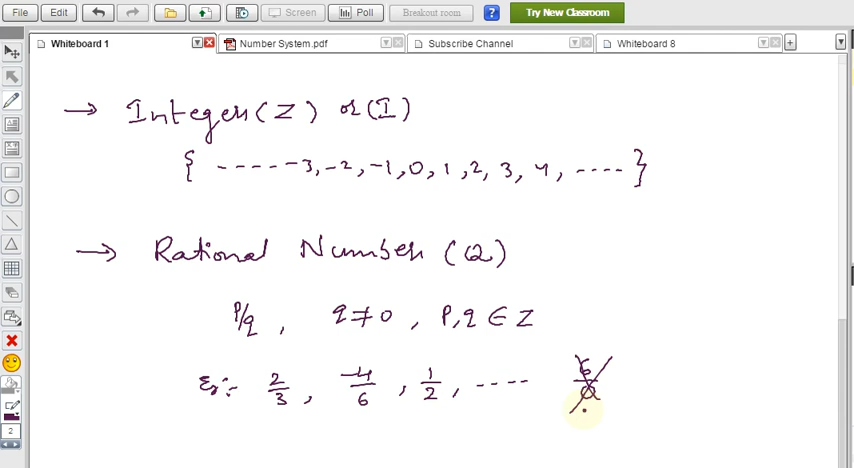 File Edit Screen Poll Breakout room ? Try New Classroom
Whiteboard 1 Number System.pdf Subscribe Channel Whiteboard 8
→ Integer (Z) or (I)
{ ----- -3, -2, -1, 0, 1, 2, 3, 4, ..... }
→ Rational Number (Q)
P/q, q ≠ 0, P, q ∈ Z
Ex:- 2/3, -4/6, 1/2, ---- 6/0
2